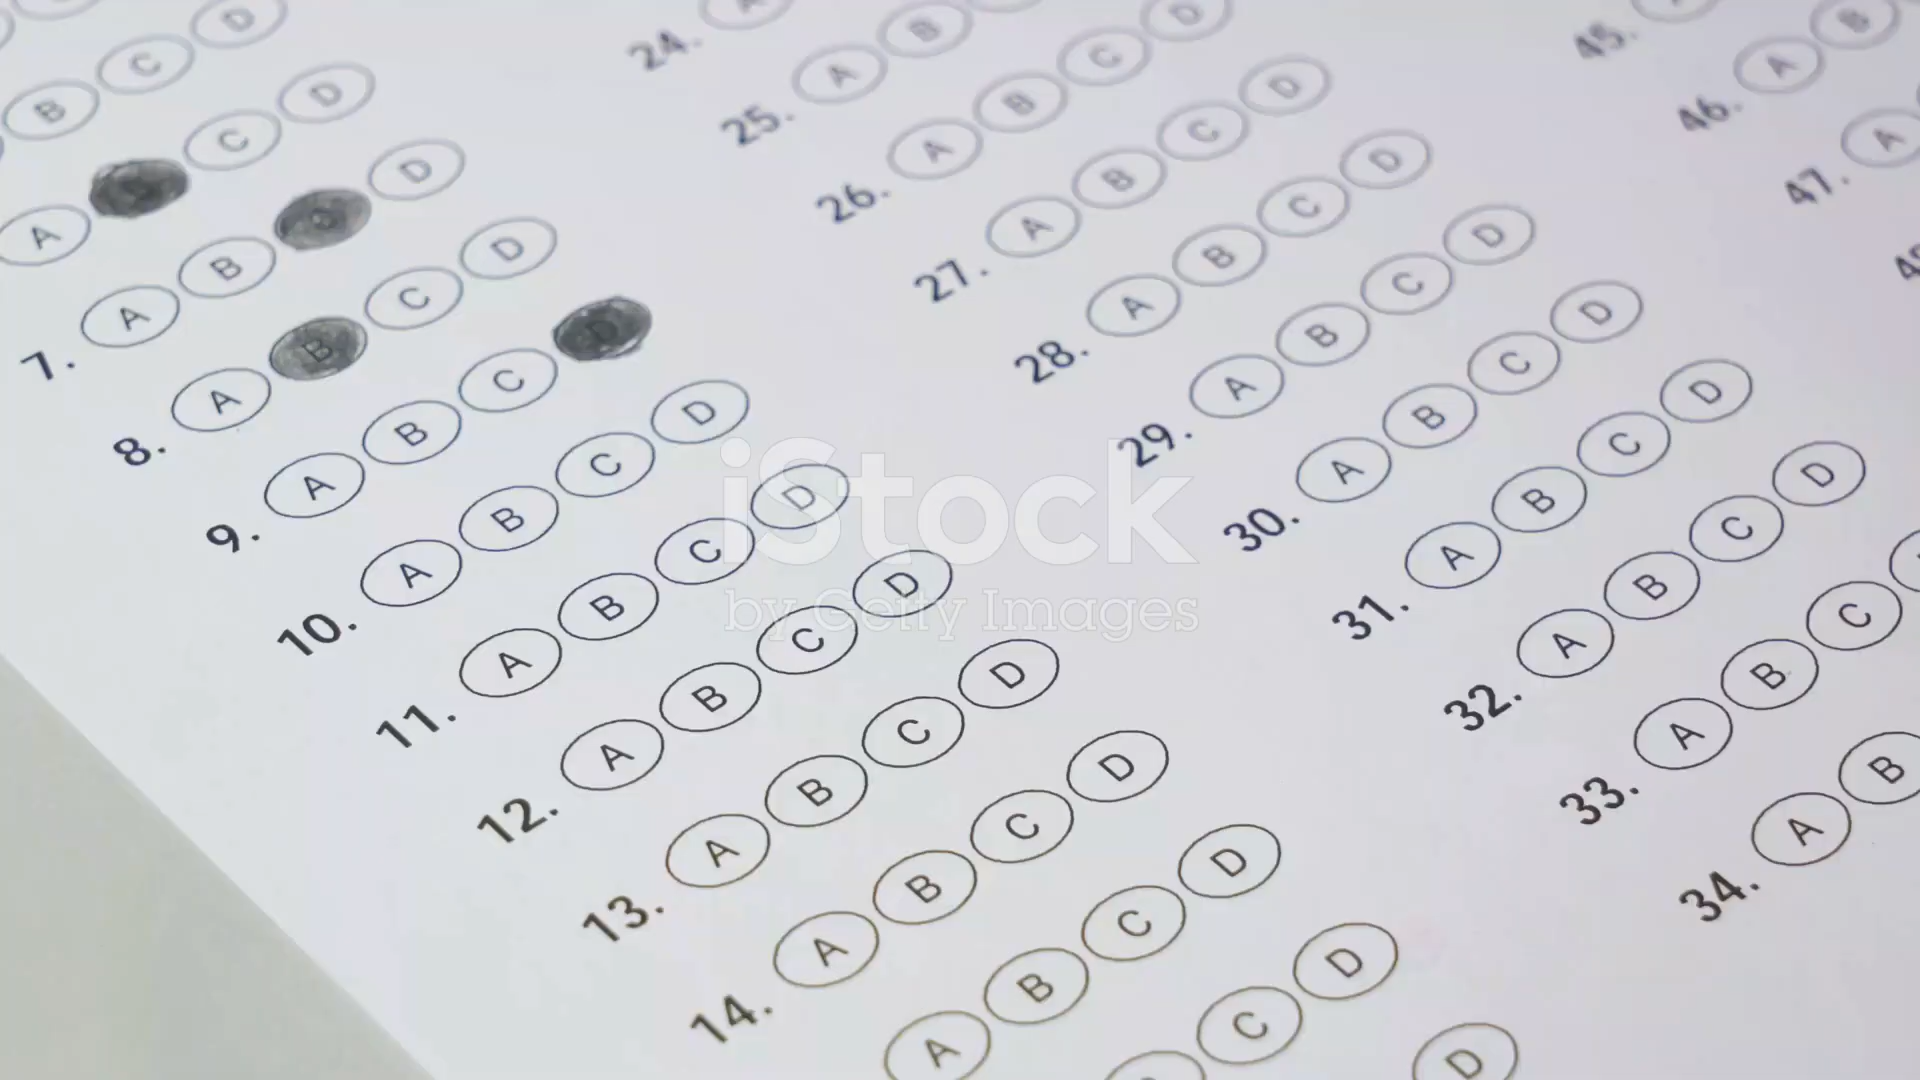 B C D
A C D
7. A B D
8. A B C D
9. A B C D
10. A B C D
11. A B C D
12. A B C D
13. A B C D
14. A B C D
A B C D
C D
D
24. A
25. A B
26. A B C D
27. A B C D
28. A B C D
29. A B C D
30. A B C D
31. A B C D
32. A B C D
33. A B C
34. A B
45.
46. A B
47. A
iStock
by Getty Images